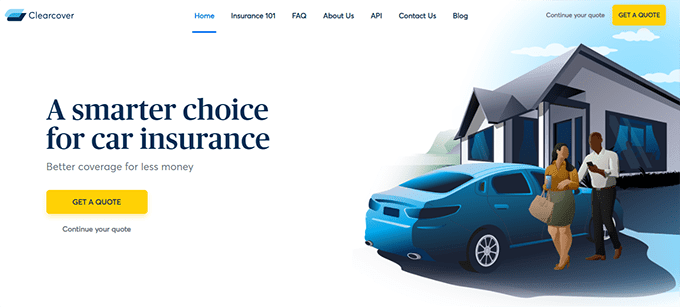 Clearcover
Home Insurance 101 FAQ About Us API Contact Us Blog
Continue your quote GET A QUOTE
A smarter choice
for car insurance
Better coverage for less money
GET A QUOTE
Continue your quote